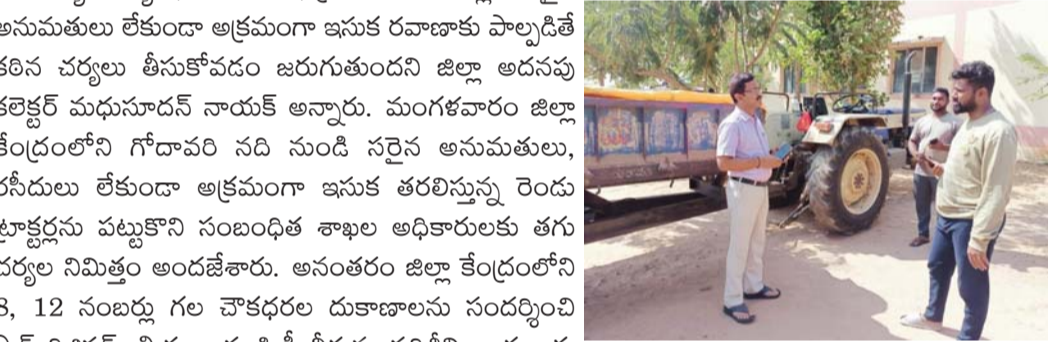 అనుమతులు లేకుండా అక్రమంగా ఇసుక రవాణాకు పాల్పడితే
కఠిన చర్యలు తీసుకోవడం జరుగుతుందని జిల్లా అదనపు
కలెక్టర్ మధుసూదన్ నాయక్ అన్నారు. మంగళవారం జిల్లా
కేంద్రంలోని గోదావరి నది నుండి సరైన అనుమతులు,
రసీదులు లేకుండా అక్రమంగా ఇసుక తరలిస్తున్న రెండు
ట్రాక్టర్లను పట్టుకొని సంబంధిత శాఖల అధికారులకు తగు
చర్యల నిమిత్తం అందజేశారు. అనంతరం జిల్లా కేంద్రంలోని
8, 12 నంబర్లు గల చౌకధరల దుకాణాలను సందర్శించి